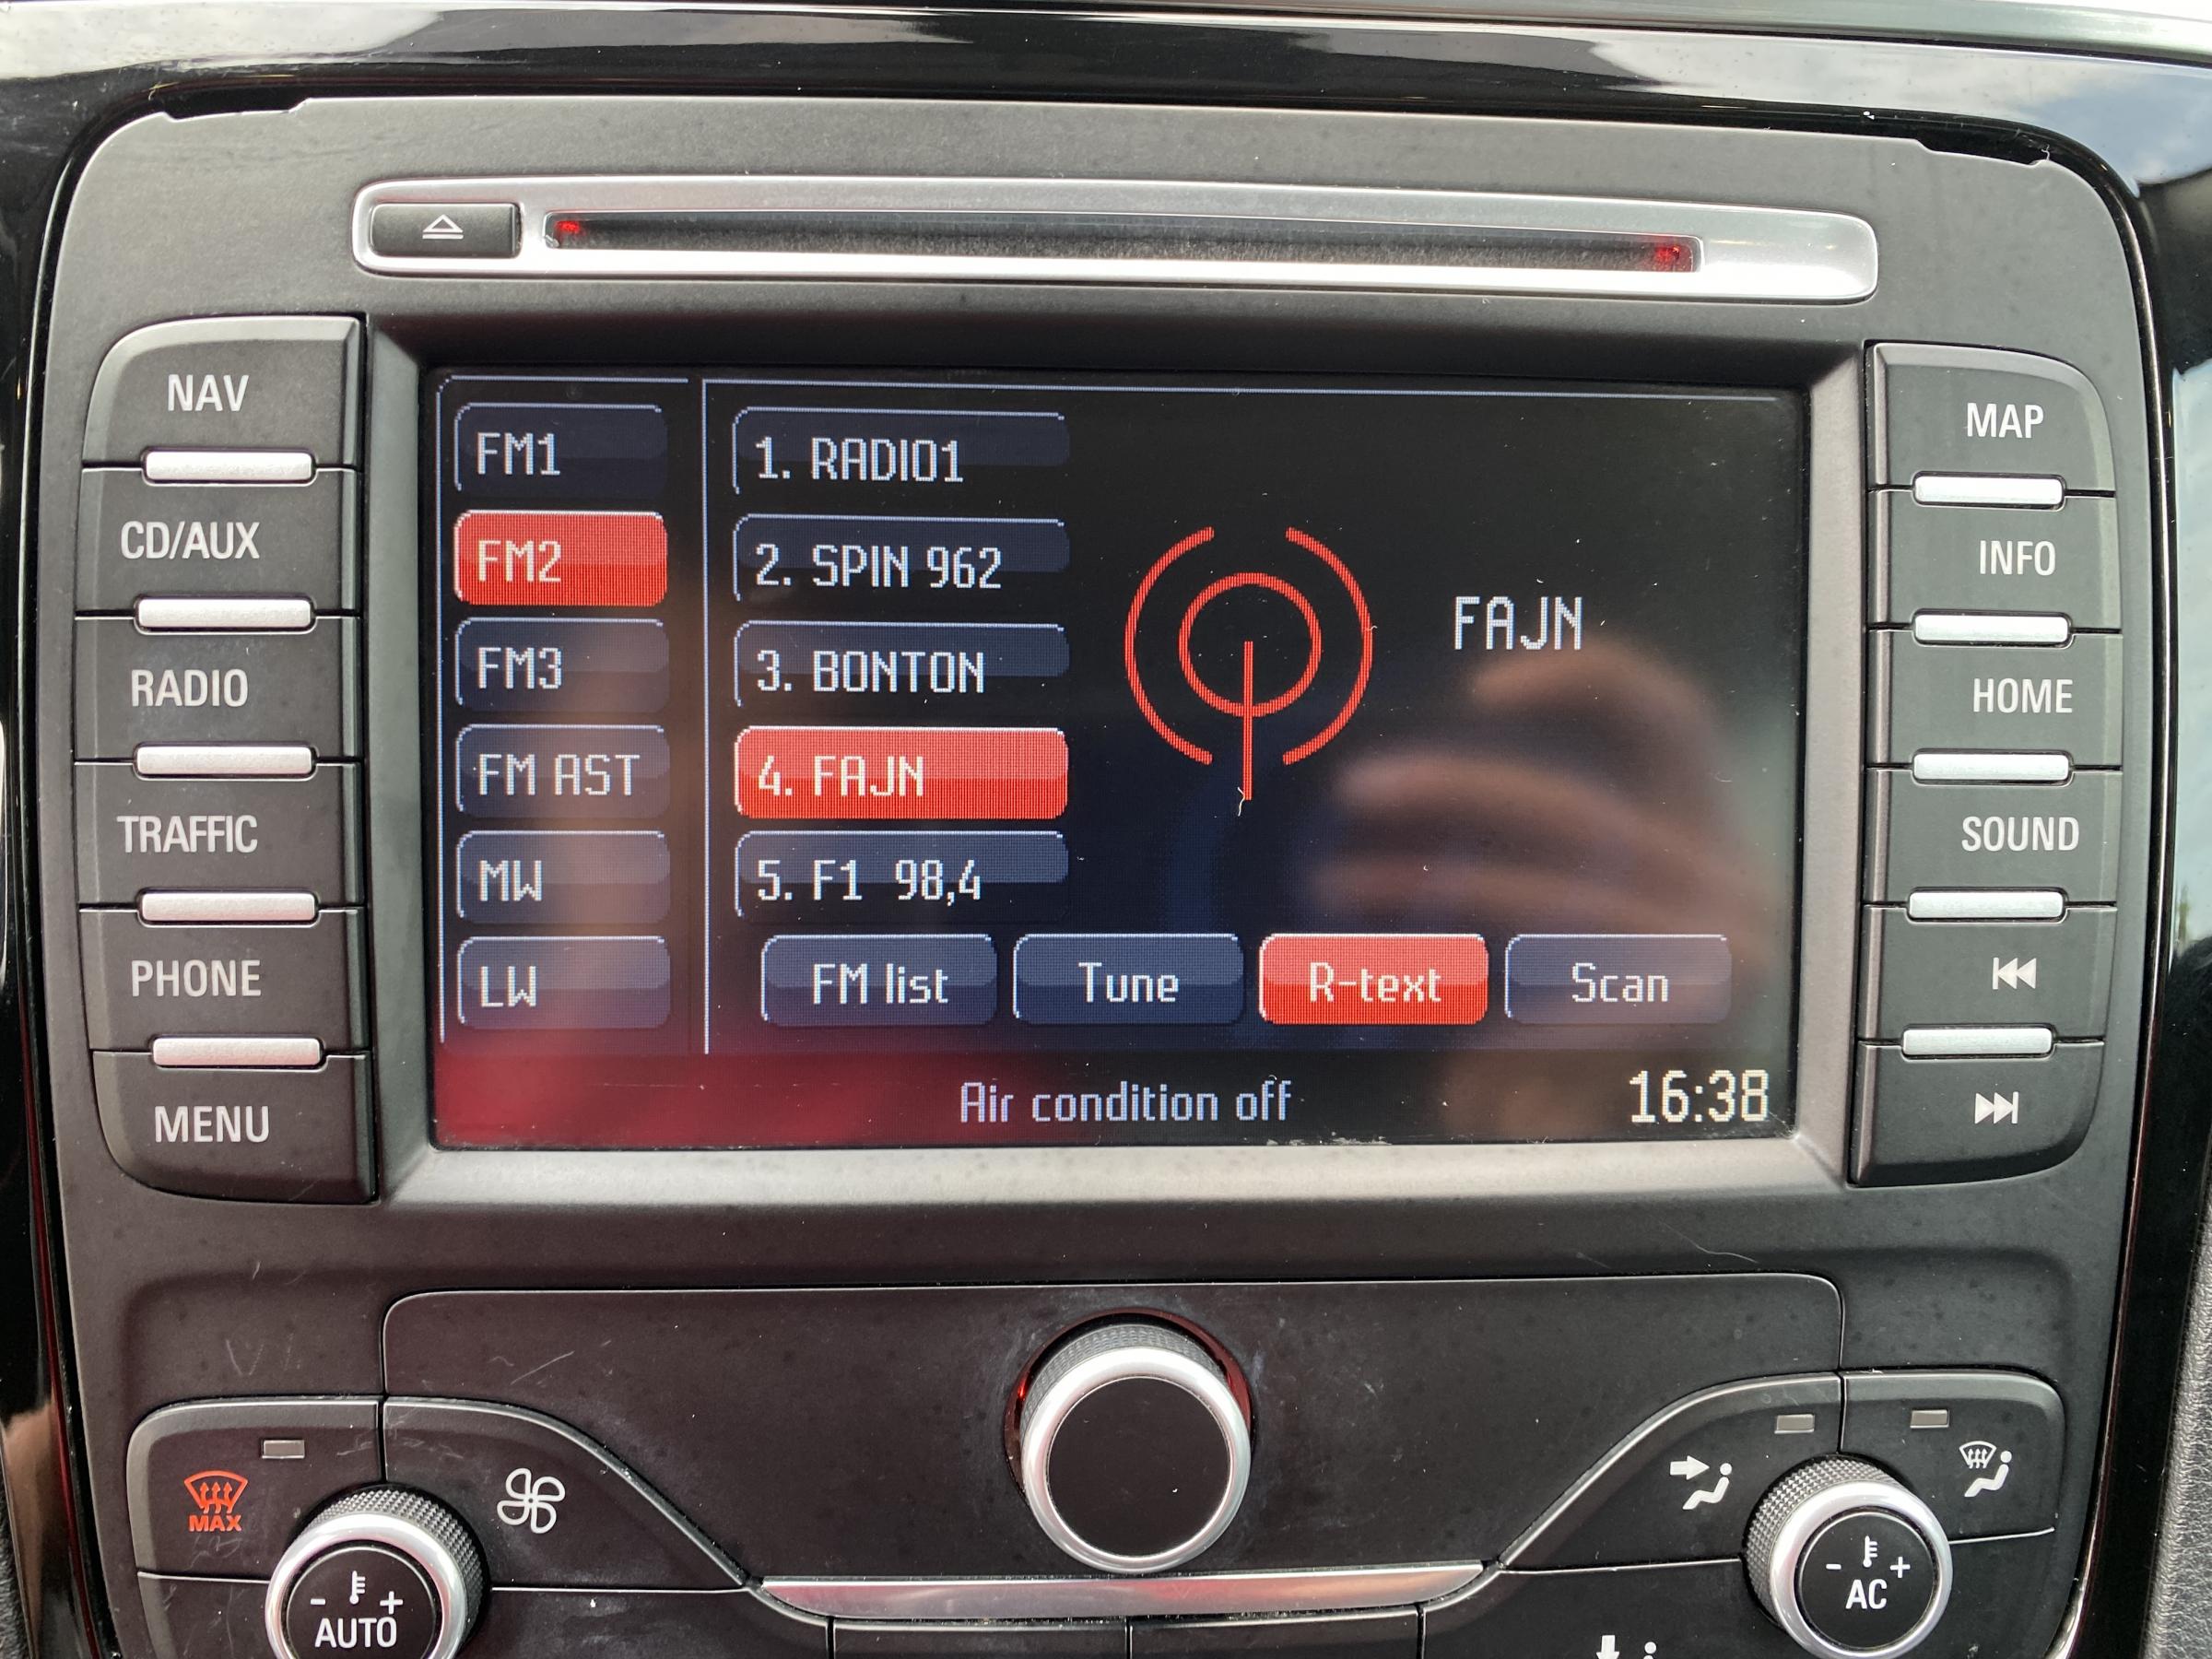 NAV
CD/AUX
RADIO
TRAFFIC
PHONE
MENU
FM1
FM2
FM3
FM AST
MW
LW
1. RADIO1
2. SPIN 962
3. BONTON
4. FAJN
5. F1 98,4
FAJN
FM list
Tune
R-text
Scan
Air condition off
16:38
MAP
INFO
HOME
SOUND
MAX
- +
AUTO
- +
AC